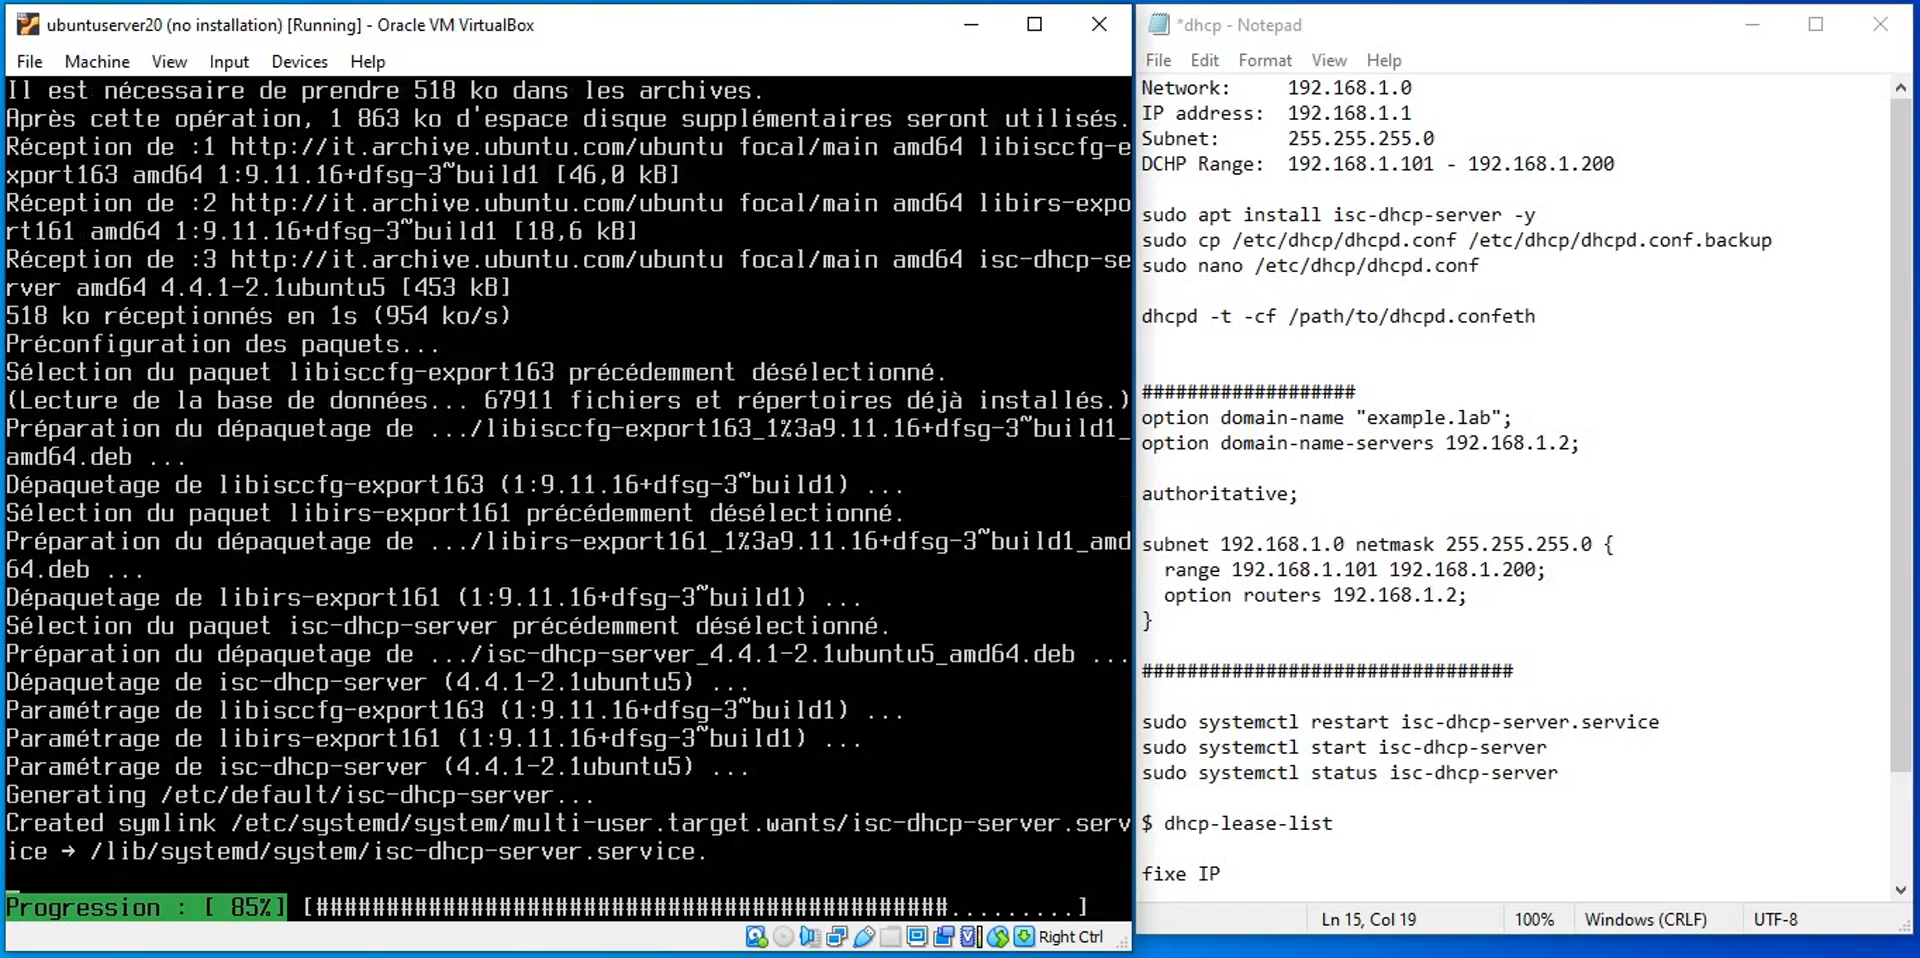 ubuntuserver20 (no installation) [Running] - Oracle VM VirtualBox
File Machine View Input Devices Help
Il est nécessaire de prendre 518 ko dans les archives.
Après cette opération, 1 863 ko d'espace disque supplémentaires seront utilisés.
Réception de :1 http://it.archive.ubuntu.com/ubuntu focal/main amd64 libisccfg-e
xport163 amd64 1:9.11.16+dfsg-3~build1 [46,0 kB]
Réception de :2 http://it.archive.ubuntu.com/ubuntu focal/main amd64 libirs-expo
rt161 amd64 1:9.11.16+dfsg-3~build1 [18,6 kB]
Réception de :3 http://it.archive.ubuntu.com/ubuntu focal/main amd64 isc-dhcp-se
rver amd64 4.4.1-2.1ubuntu5 [453 kB]
518 ko réceptionnés en 1s (954 ko/s)
Préconfiguration des paquets...
Sélection du paquet libisccfg-export163 précédemment désélectionné.
(Lecture de la base de données... 67911 fichiers et répertoires déjà installés.)
Préparation du dépaquetage de .../libisccfg-export163_1%3a9.11.16+dfsg-3~build1_
amd64.deb ...
Dépaquetage de libisccfg-export163 (1:9.11.16+dfsg-3~build1) ...
Sélection du paquet libirs-export161 précédemment désélectionné.
Préparation du dépaquetage de .../libirs-export161_1%3a9.11.16+dfsg-3~build1_amd
64.deb ...
Dépaquetage de libirs-export161 (1:9.11.16+dfsg-3~build1) ...
Sélection du paquet isc-dhcp-server précédemment désélectionné.
Préparation du dépaquetage de .../isc-dhcp-server_4.4.1-2.1ubuntu5_amd64.deb ...
Dépaquetage de isc-dhcp-server (4.4.1-2.1ubuntu5) ...
Paramétrage de libisccfg-export163 (1:9.11.16+dfsg-3~build1) ...
Paramétrage de libirs-export161 (1:9.11.16+dfsg-3~build1) ...
Paramétrage de isc-dhcp-server (4.4.1-2.1ubuntu5) ...
Generating /etc/default/isc-dhcp-server...
Created symlink /etc/systemd/system/multi-user.target.wants/isc-dhcp-server.serv
ice → /lib/systemd/system/isc-dhcp-server.service.
Progression : [ 85%] [#############################################.........]
Right Ctrl
*dhcp - Notepad
File Edit Format View Help
Network: 192.168.1.0
IP address: 192.168.1.1
Subnet: 255.255.255.0
DCHP Range: 192.168.1.101 - 192.168.1.200
sudo apt install isc-dhcp-server -y
sudo cp /etc/dhcp/dhcpd.conf /etc/dhcp/dhcpd.conf.backup
sudo nano /etc/dhcp/dhcpd.conf
dhcpd -t -cf /path/to/dhcpd.confeth
###################
option domain-name "example.lab";
option domain-name-servers 192.168.1.2;
authoritative;
subnet 192.168.1.0 netmask 255.255.255.0 {
range 192.168.1.101 192.168.1.200;
option routers 192.168.1.2;
}
#################################
sudo systemctl restart isc-dhcp-server.service
sudo systemctl start isc-dhcp-server
sudo systemctl status isc-dhcp-server
$ dhcp-lease-list
fixe IP
Ln 15, Col 19 100% Windows (CRLF) UTF-8